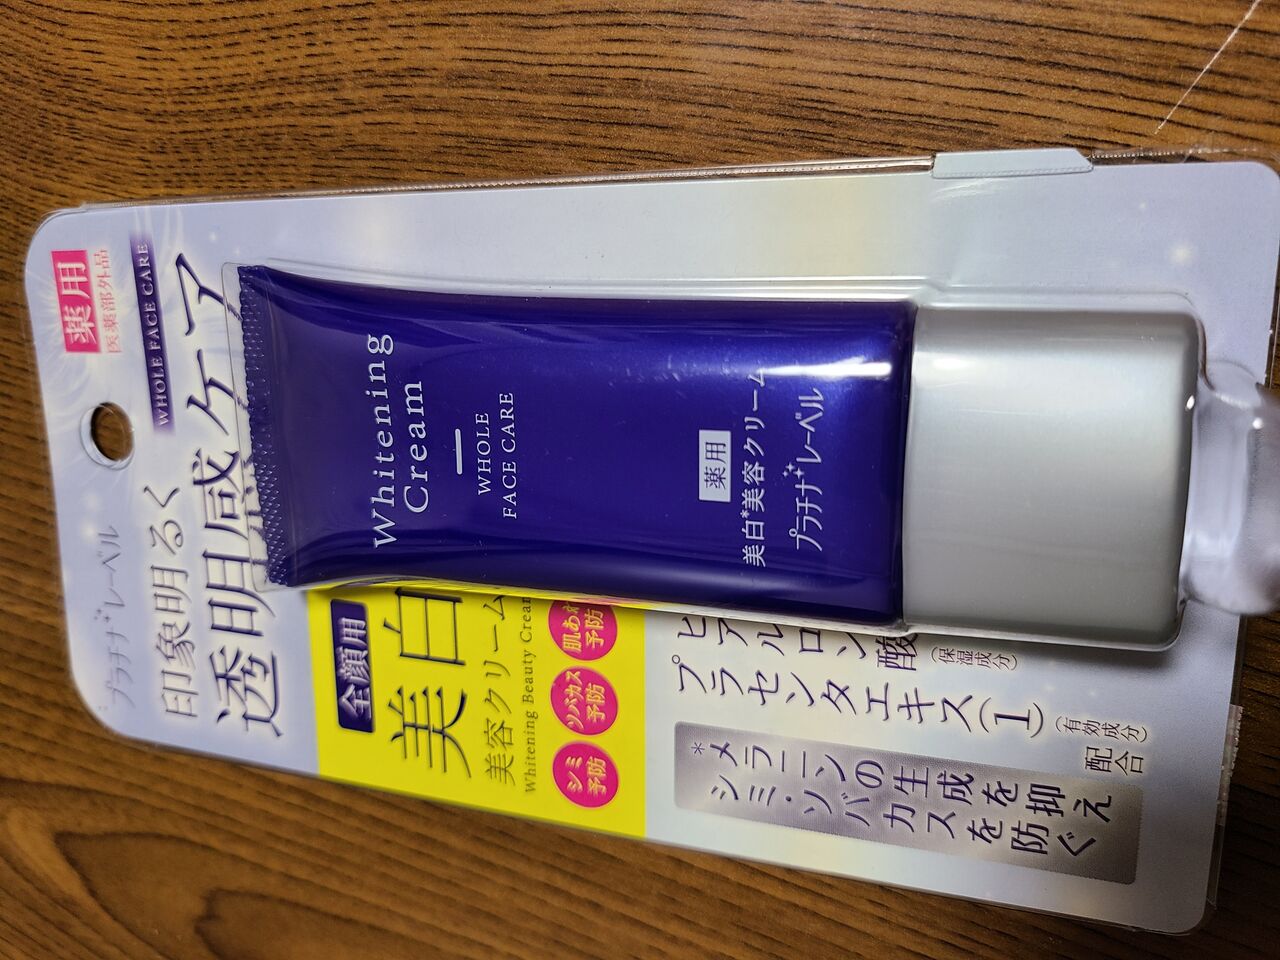 プラチナレーベル
薬用
医薬部外品
WHOLE FACE CARE
印象明るく
透明感ケア
全顔用
美白
美容クリーム
Whitening Beauty Cream
シミ
予防
ソバカス
予防
肌あれ
予防
Whitening
Cream
WHOLE
FACE CARE
薬用
美白*美容クリーム
プラチナレーベル
ヒアルロン酸(保湿成分)
プラセンタエキス(1)(有効成分)
配合
*メラニンの生成を抑え
シミ・ソバカスを防ぐ